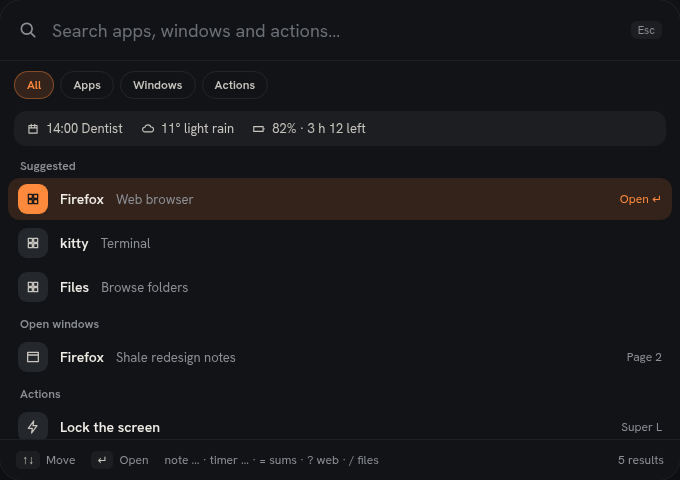 Search apps, windows and actions... Esc
All Apps Windows Actions
14:00 Dentist 11° light rain 82% · 3 h 12 left
Suggested
Firefox Web browser Open ↵
kitty Terminal
Files Browse folders
Open windows
Firefox Shale redesign notes Page 2
Actions
Lock the screen Super L
↑↓ Move ↵ Open note ... · timer ... · = sums · ? web · / files 5 results